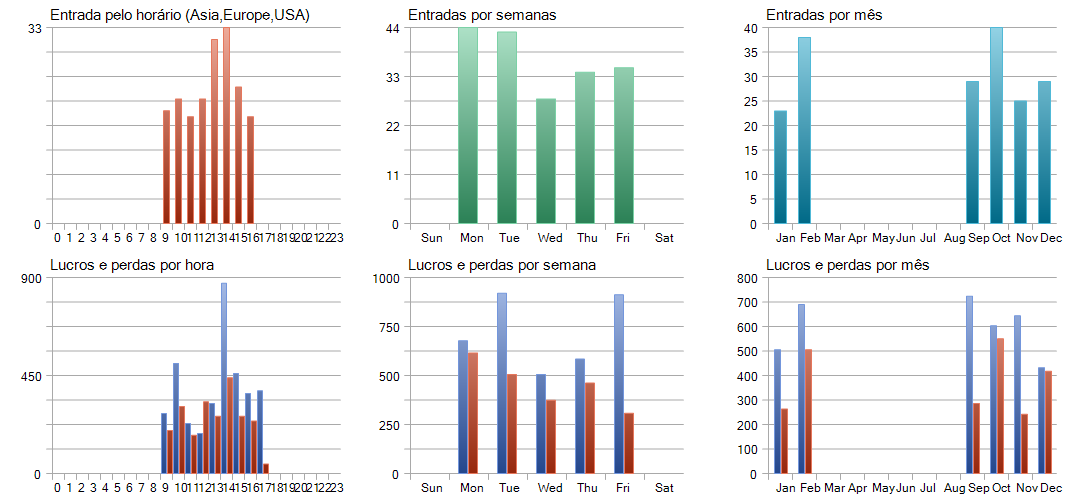 Entrada pelo horário (Asia,Europe,USA)
33
0
0 1 2 3 4 5 6 7 8 9 10 11 12 13 14 15 16 17 18 19 20 21 22 23
Entradas por semanas
44
33
22
11
0
Sun Mon Tue Wed Thu Fri Sat
Entradas por mês
40
35
30
25
20
15
10
5
0
Jan Feb Mar Apr May Jun Jul Aug Sep Oct Nov Dec
Lucros e perdas por hora
900
450
0
0 1 2 3 4 5 6 7 8 9 10 11 12 13 14 15 16 17 18 19 20 21 22 23
Lucros e perdas por semana
1000
750
500
250
0
Sun Mon Tue Wed Thu Fri Sat
Lucros e perdas por mês
800
700
600
500
400
300
200
100
0
Jan Feb Mar Apr May Jun Jul Aug Sep Oct Nov Dec